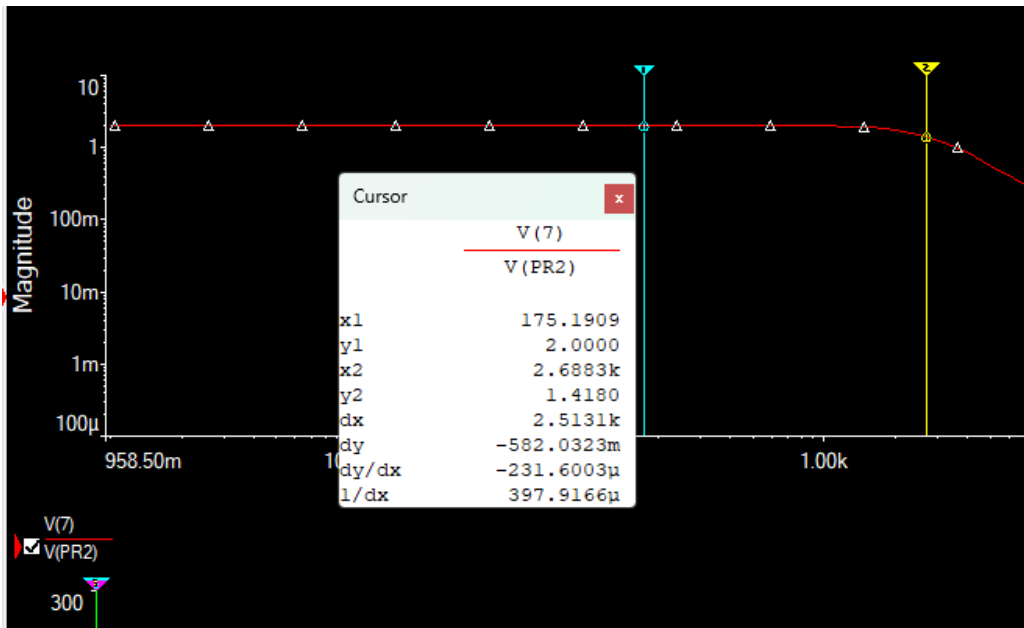 Magnitude
10
1
100m
10m
1m
100µ
958.50m
1.00k
1
2
Cursor
x
V(7)
V(PR2)
x1 175.1909
y1 2.0000
x2 2.6883k
y2 1.4180
dx 2.5131k
dy -582.0323m
dy/dx -231.6003µ
1/dx 397.9166µ
V(7)
V(PR2)
300